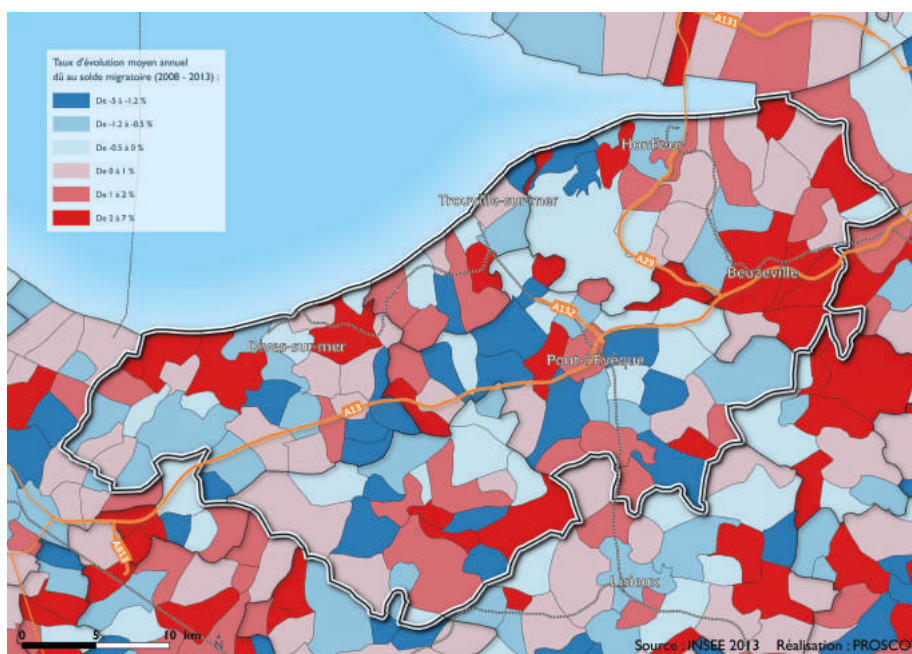 A131
Taux d'évolution moyen annuel
dû au solde migratoire (2008 - 2013) :
De -5 à -1.2 %
De -1.2 à -0.5 %
De -0.5 à 0 %
De 0 à 1 %
De 1 à 2 %
De 2 à 7 %
Honfleur
Trouville-sur-mer
A29
Beuzeville
A132
Dives-sur-mer
Pont-l'Evêque
A13
A813
Lisieux
0 5 10 km
N
Source : INSEE 2013 Réalisation : PROSCOT